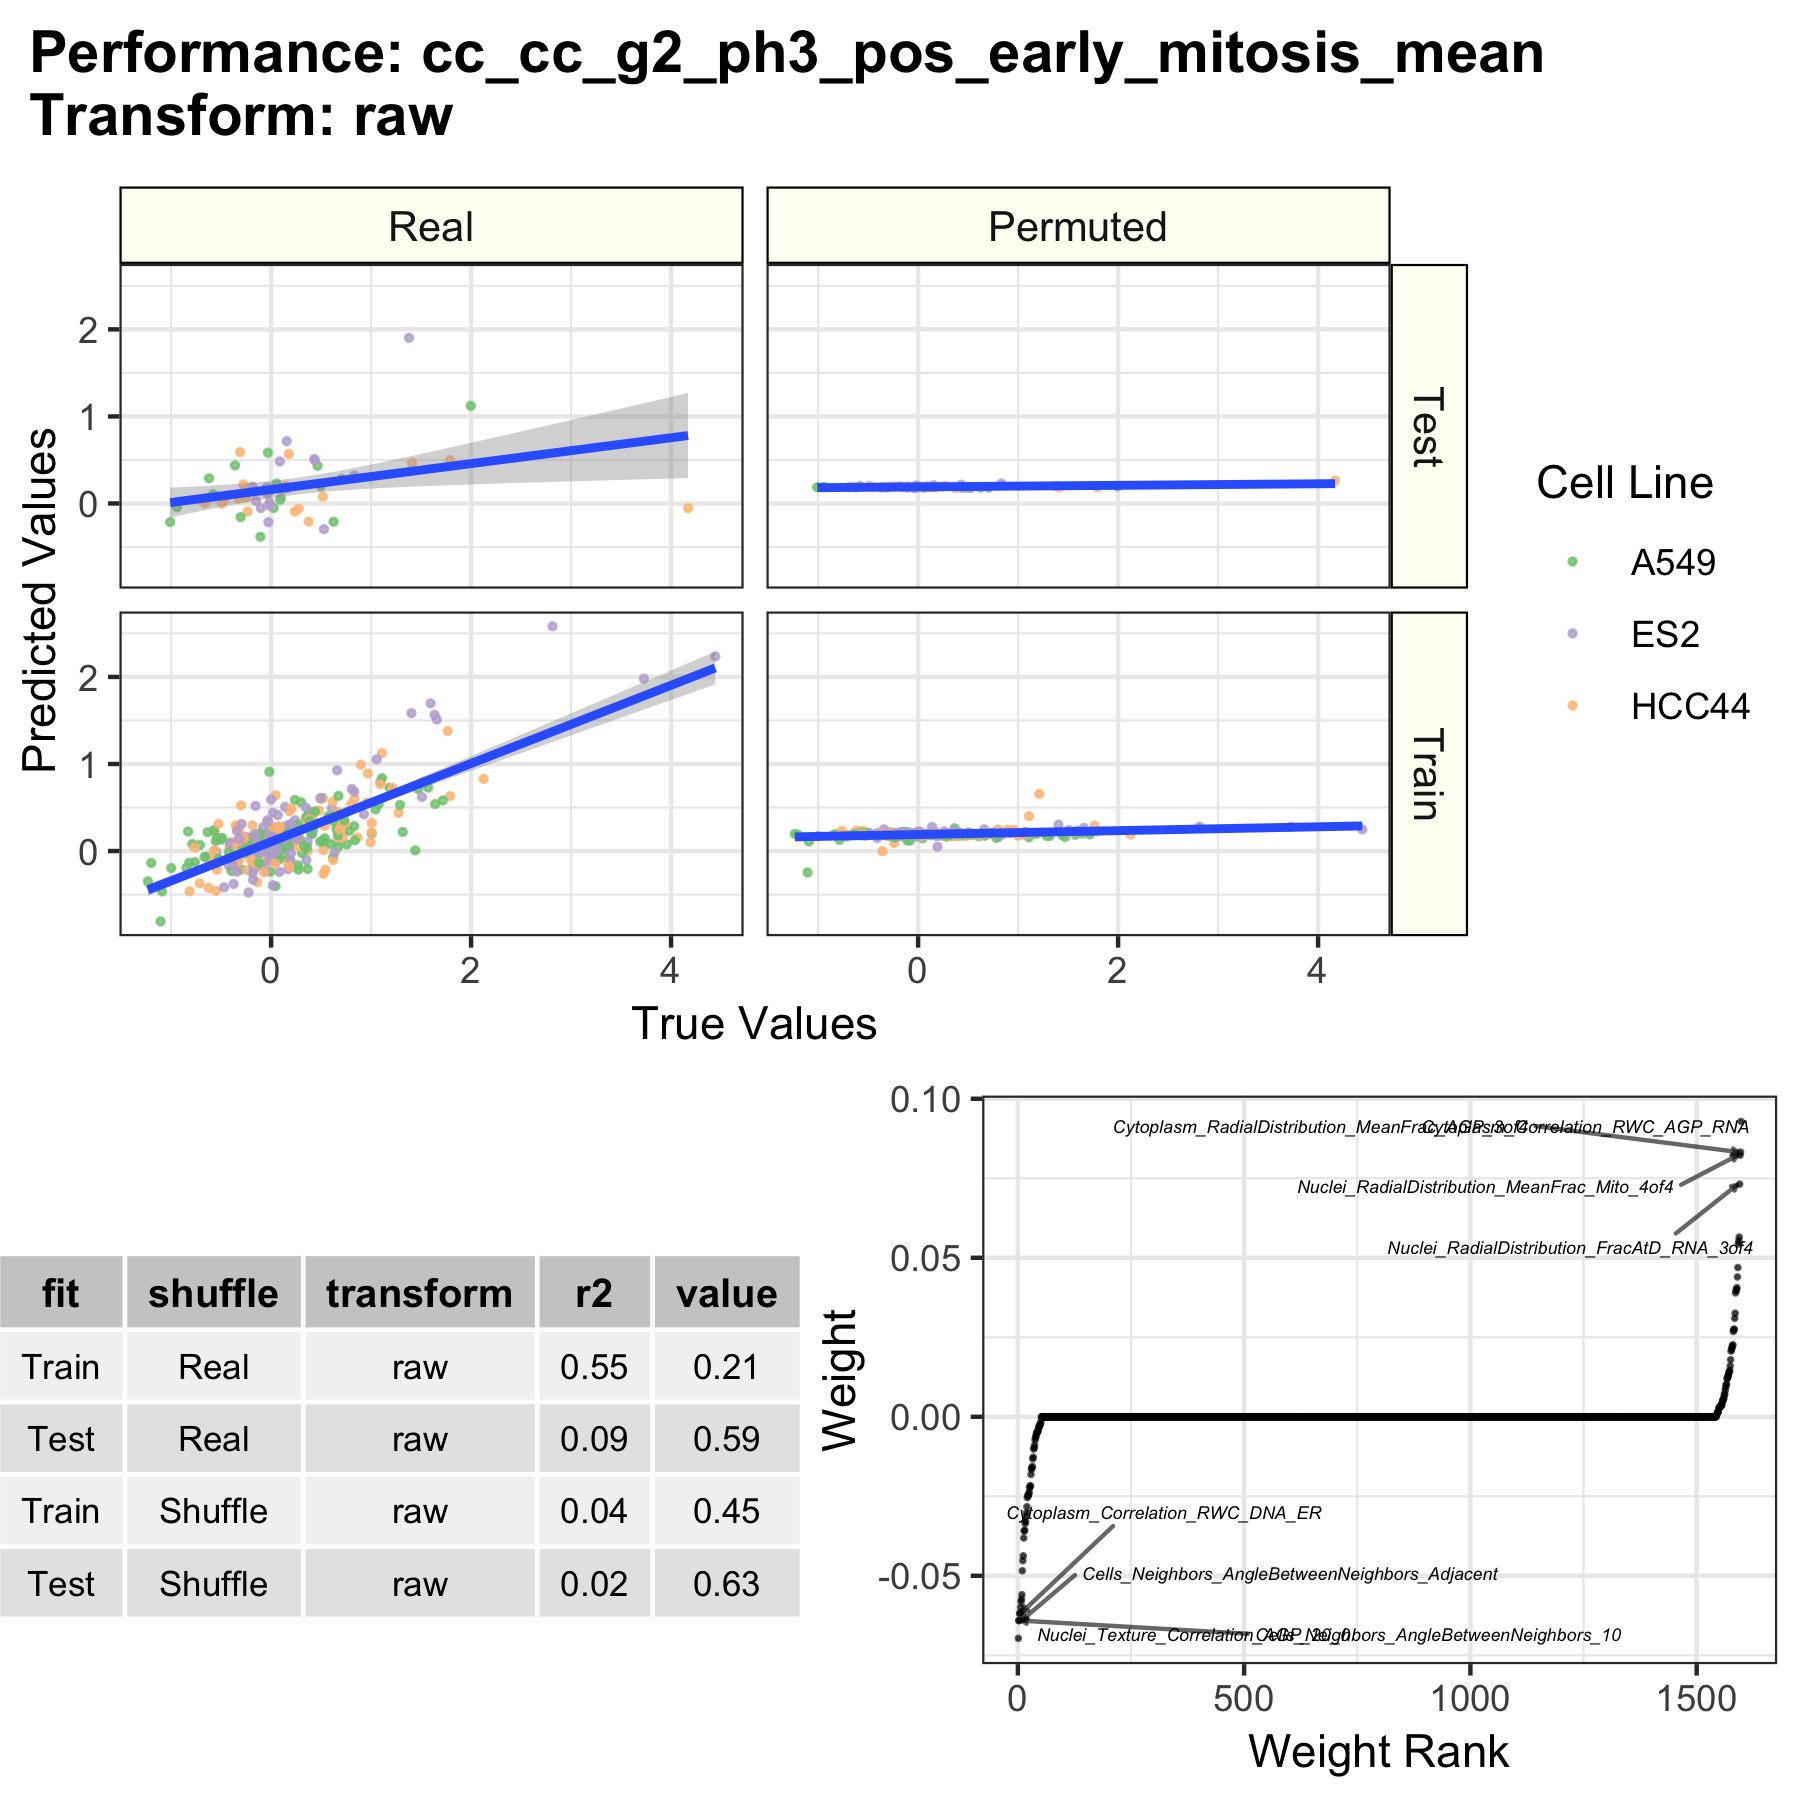 Performance: cc_cc_g2_ph3_pos_early_mitosis_mean
Transform: raw
Real
Permuted
2
1
0
Test
2
1
0
Train
Predicted Values
0 2 4
0 2 4
True Values
Cell Line
A549
ES2
HCC44
fit shuffle transform r2 value
Train Real raw 0.55 0.21
Test Real raw 0.09 0.59
Train Shuffle raw 0.04 0.45
Test Shuffle raw 0.02 0.63
0.10
0.05
0.00
-0.05
Weight
Cytoplasm_RadialDistribution_MeanFrac_AGP_3of4
Cytoplasm_Correlation_RWC_AGP_RNA
Nuclei_RadialDistribution_MeanFrac_Mito_4of4
Nuclei_RadialDistribution_FracAtD_RNA_3of4
Cytoplasm_Correlation_RWC_DNA_ER
Cells_Neighbors_AngleBetweenNeighbors_Adjacent
Nuclei_Texture_Correlation_AGP_20_0
Cells_Neighbors_AngleBetweenNeighbors_10
0 500 1000 1500
Weight Rank